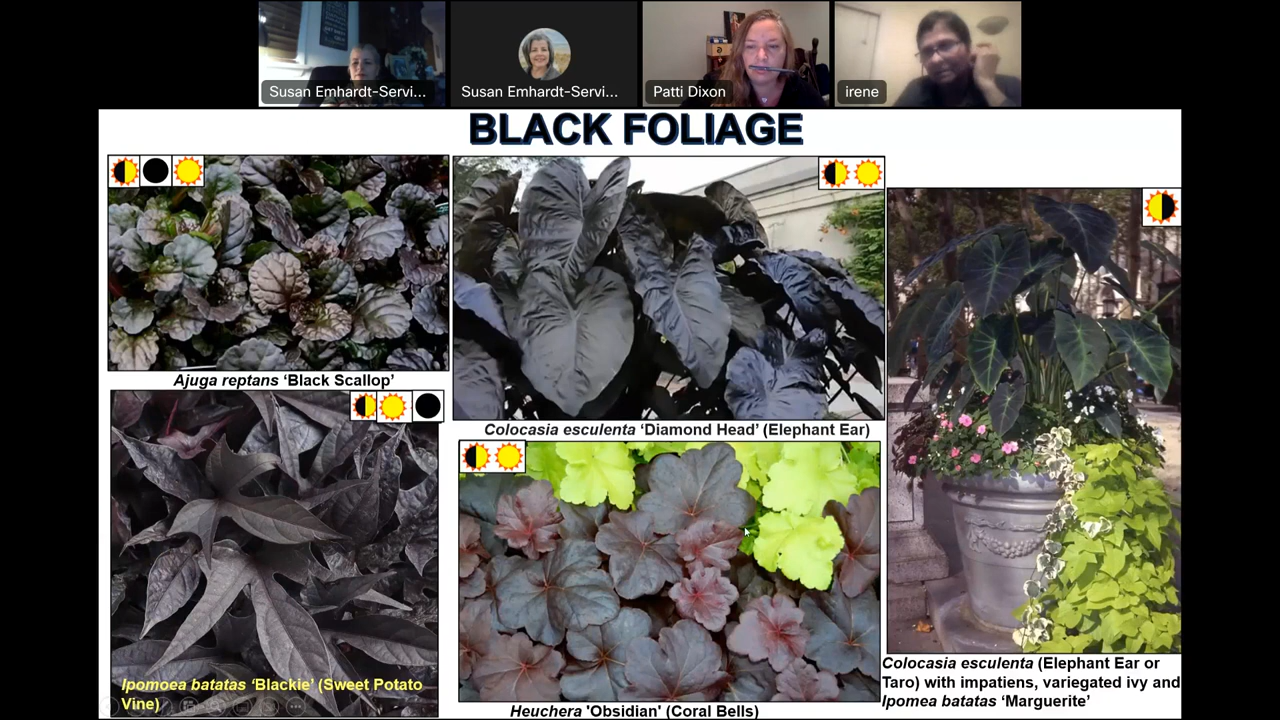 Susan Emhardt-Servi...
Susan Emhardt-Servi...
Patti Dixon
irene
BLACK FOLIAGE
Ajuga reptans ‘Black Scallop’
Colocasia esculenta ‘Diamond Head’ (Elephant Ear)
Ipomoea batatas ‘Blackie’ (Sweet Potato
Vine)
Heuchera 'Obsidian' (Coral Bells)
Colocasia esculenta (Elephant Ear or
Taro) with impatiens, variegated ivy and
Ipomea batatas ‘Marguerite’